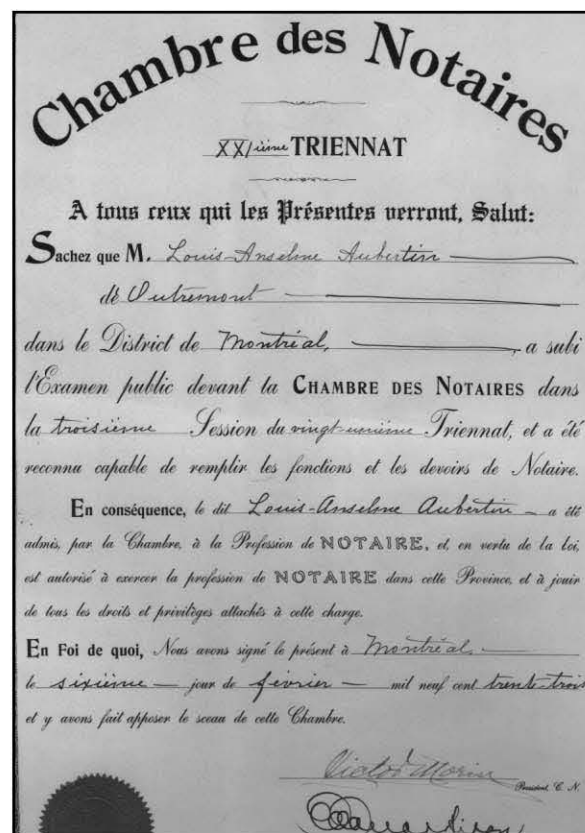 Chambre des Notaires
XXIième TRIENNAT
A tous ceux qui les Présentes verront, Salut:
Sachez que M. Louis-Anselme Aubertin
de Outremont
dans le District de Montréal, a subi
l'Examen public devant la CHAMBRE DES NOTAIRES dans
la troisième Session du vingt-unième Triennat, et a été
reconnu capable de remplir les fonctions et les devoirs de Notaire.
En conséquence, le dit Louis-Anselme Aubertin a été
admis, par la Chambre, à la Profession de NOTAIRE, et, en vertu de la loi,
est autorisé à exercer la profession de NOTAIRE dans cette Province, et à jouir
de tous les droits et privilèges attachés à cette charge.
En Foi de quoi, Nous avons signé le présent à Montréal,
le sixième jour de février mil neuf cent trente-trois
et y avons fait apposer le sceau de cette Chambre.
Victor Morin
Président, C. N.